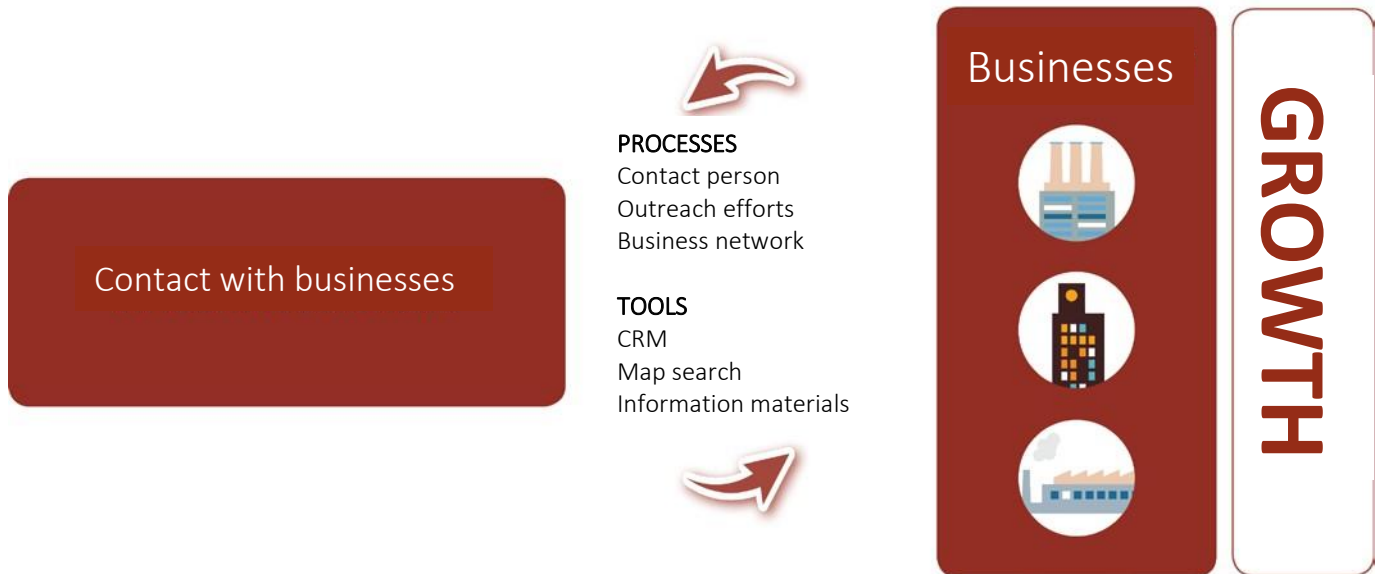 Contact with businesses
PROCESSES
Contact person
Outreach efforts
Business network
TOOLS
CRM
Map search
Information materials
Businesses
GROWTH